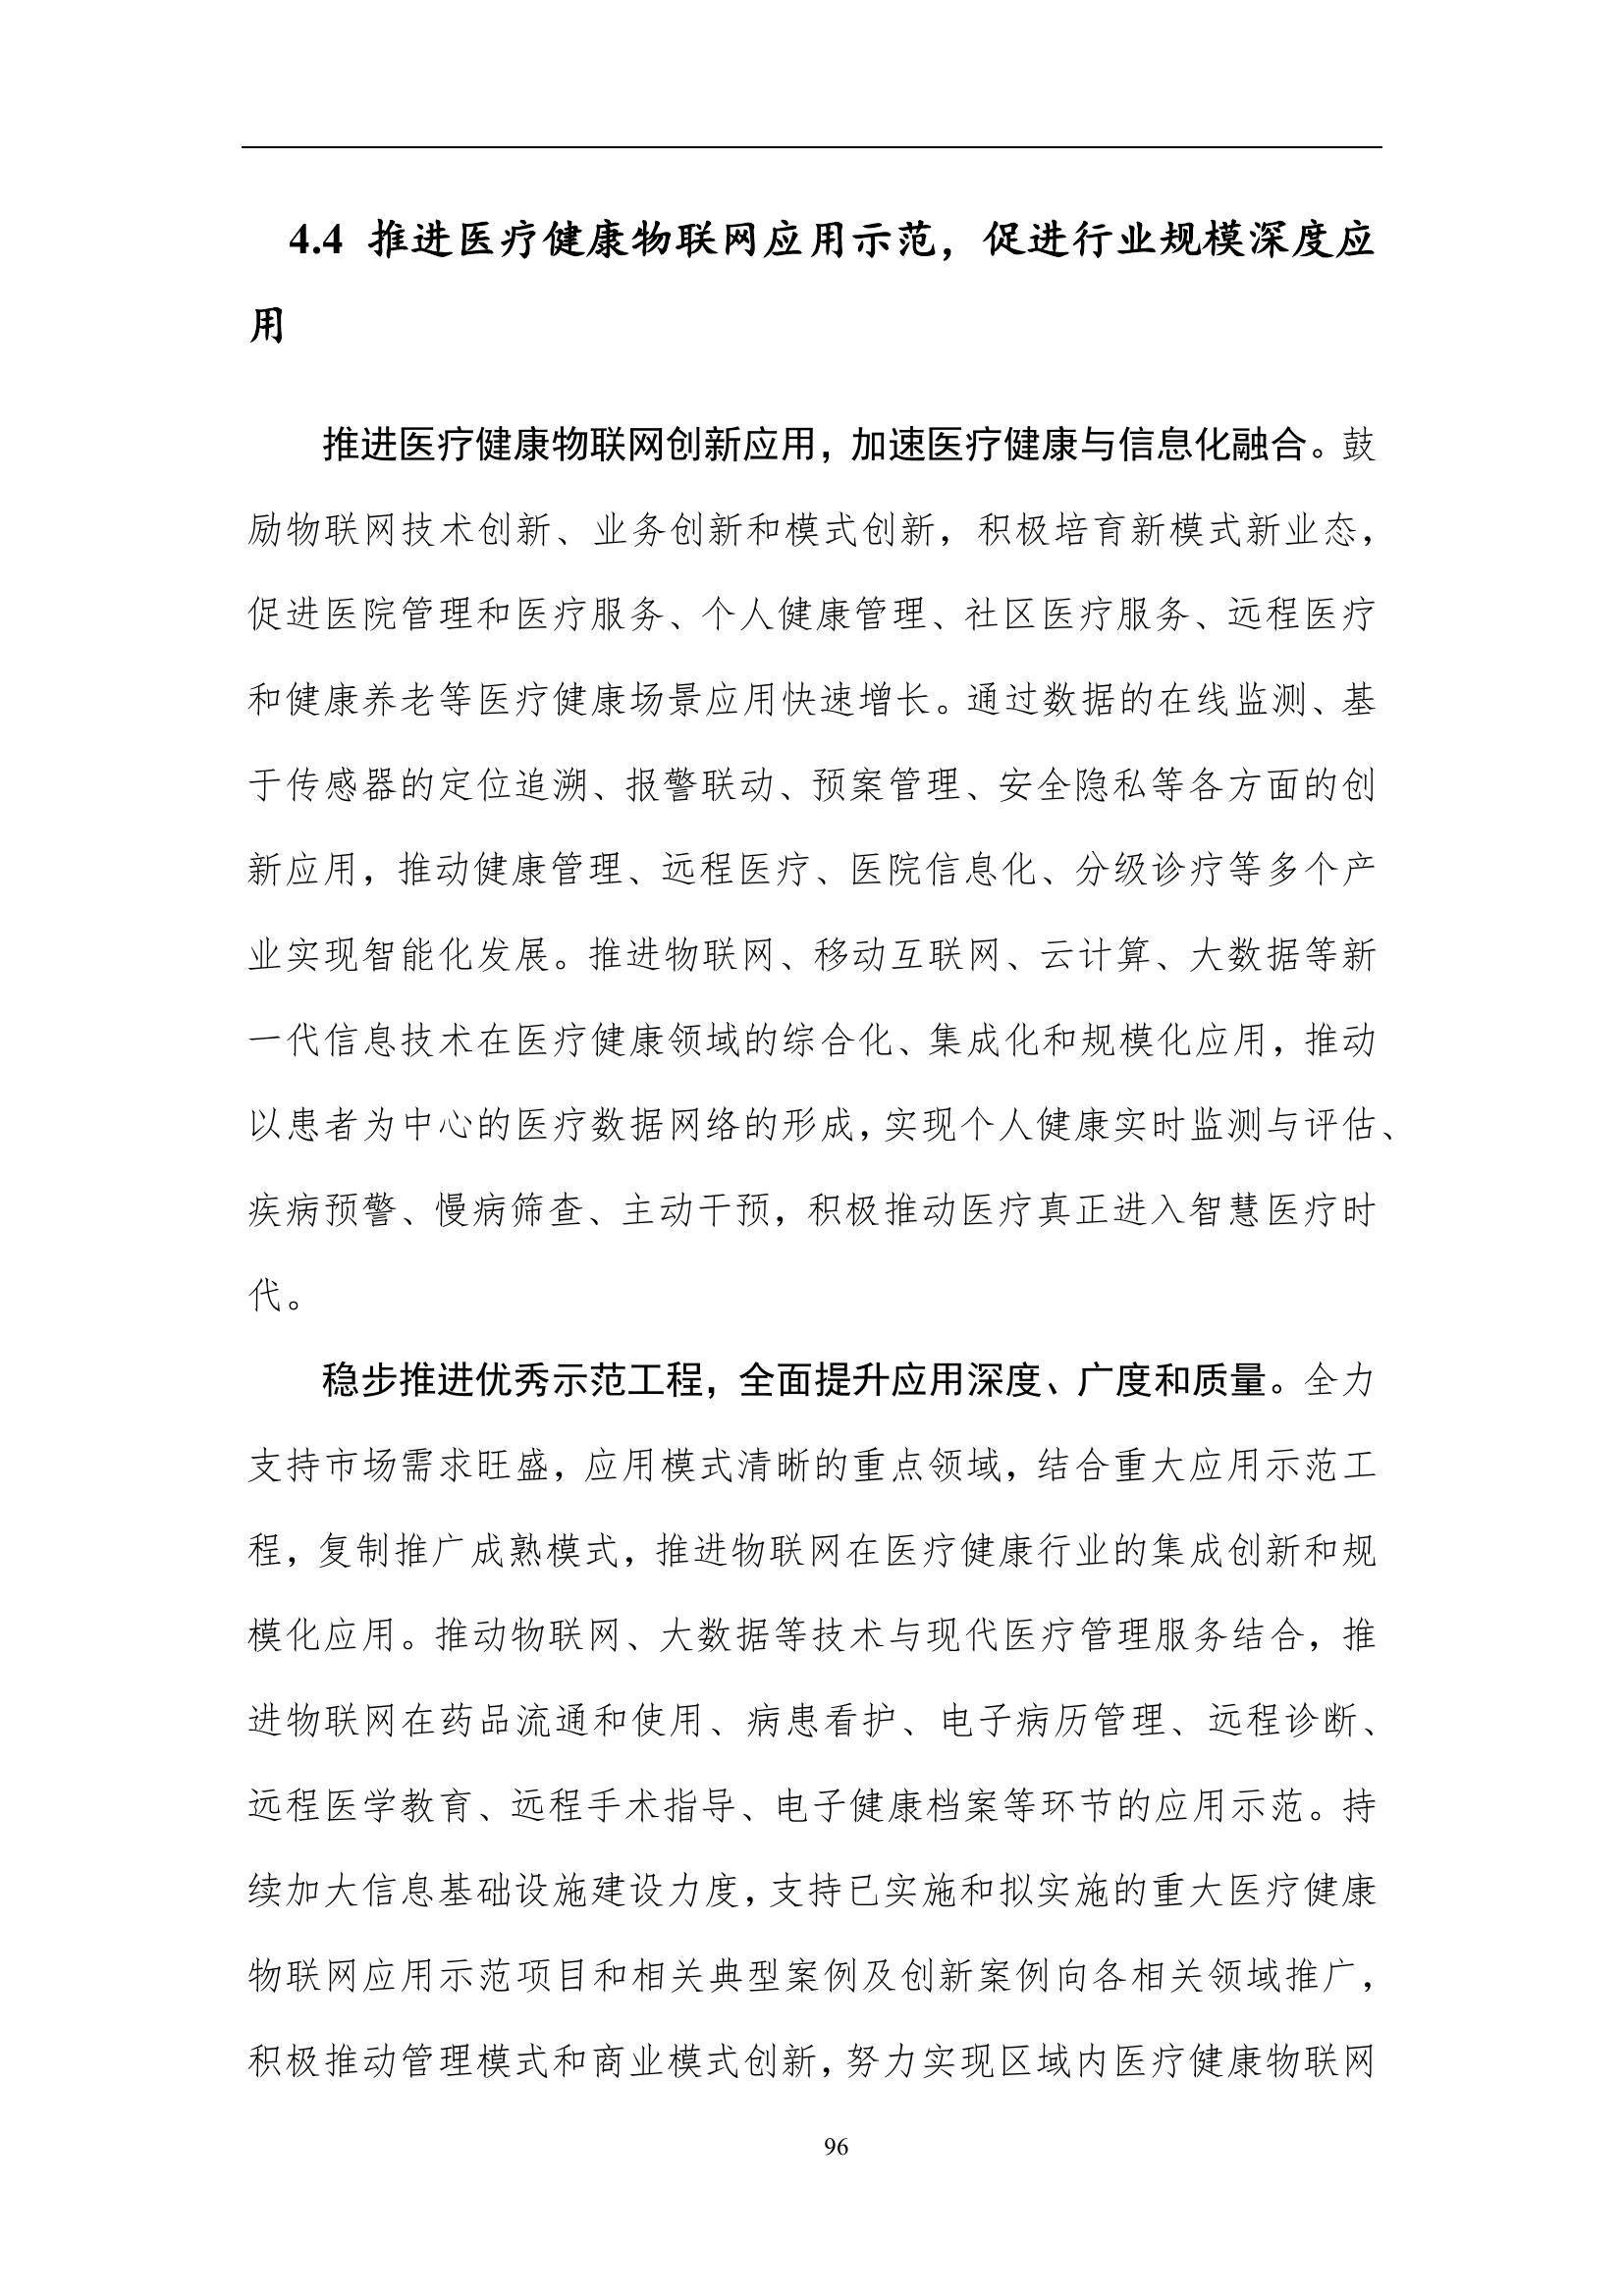 4.4 推进医疗健康物联网应用示范，促进行业规模深度应
用
推进医疗健康物联网创新应用，加速医疗健康与信息化融合。鼓
励物联网技术创新、业务创新和模式创新，积极培育新模式新业态，
促进医院管理和医疗服务、个人健康管理、社区医疗服务、远程医疗
和健康养老等医疗健康场景应用快速增长。通过数据的在线监测、基
于传感器的定位追溯、报警联动、预案管理、安全隐私等各方面的创
新应用，推动健康管理、远程医疗、医院信息化、分级诊疗等多个产
业实现智能化发展。推进物联网、移动互联网、云计算、大数据等新
一代信息技术在医疗健康领域的综合化、集成化和规模化应用，推动
以患者为中心的医疗数据网络的形成，实现个人健康实时监测与评估、
疾病预警、慢病筛查、主动干预，积极推动医疗真正进入智慧医疗时
代。
稳步推进优秀示范工程，全面提升应用深度、广度和质量。全力
支持市场需求旺盛，应用模式清晰的重点领域，结合重大应用示范工
程，复制推广成熟模式，推进物联网在医疗健康行业的集成创新和规
模化应用。推动物联网、大数据等技术与现代医疗管理服务结合，推
进物联网在药品流通和使用、病患看护、电子病历管理、远程诊断、
远程医学教育、远程手术指导、电子健康档案等环节的应用示范。持
续加大信息基础设施建设力度，支持已实施和拟实施的重大医疗健康
物联网应用示范项目和相关典型案例及创新案例向各相关领域推广，
积极推动管理模式和商业模式创新，努力实现区域内医疗健康物联网
96